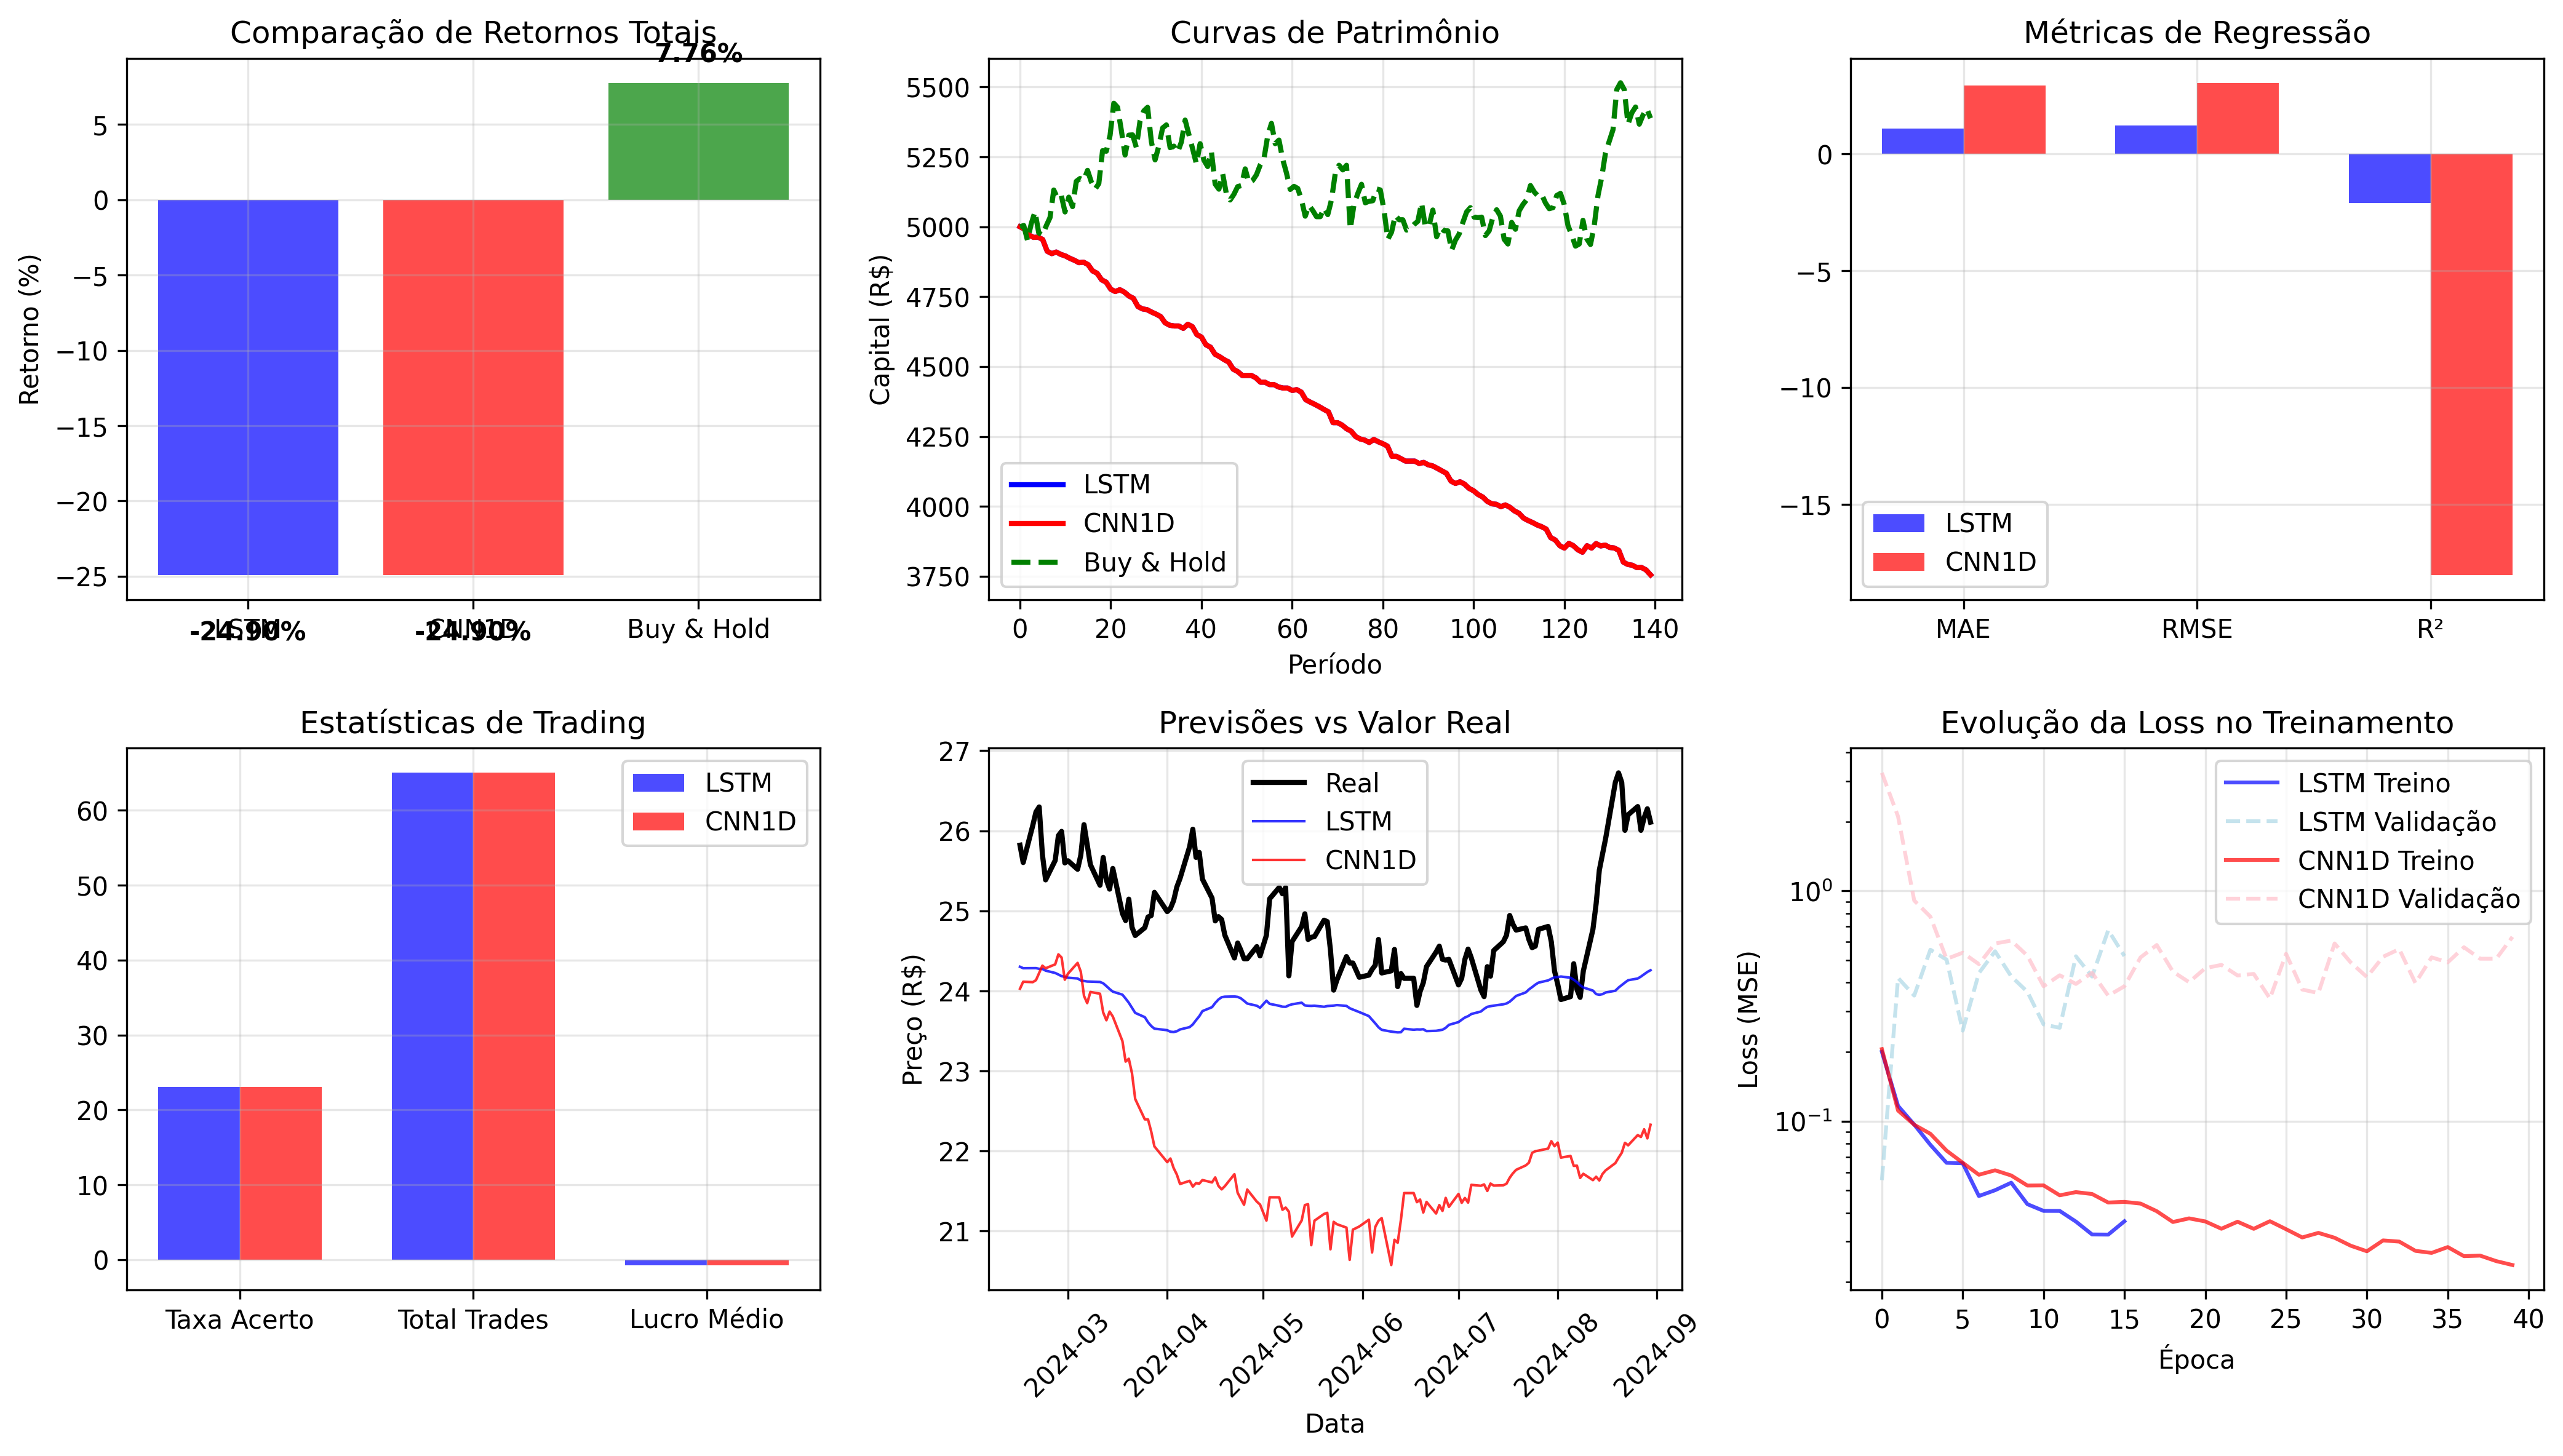 Comparação de Retornos Totais
7.76%
5
0
−5
−10
−15
−20
−25
Retorno (%)
LSTM
-24.90%
CNN1D
-24.90%
Buy & Hold
Curvas de Patrimônio
5500
5250
5000
4750
4500
4250
4000
3750
Capital (R$)
LSTM
CNN1D
Buy & Hold
0 20 40 60 80 100 120 140
Período
Métricas de Regressão
0
−5
−10
−15
LSTM
CNN1D
MAE RMSE R²
Estatísticas de Trading
LSTM
CNN1D
60
50
40
30
20
10
0
Taxa Acerto Total Trades Lucro Médio
Previsões vs Valor Real
27
26
25
24
23
22
21
Preço (R$)
Real
LSTM
CNN1D
2024-03 2024-04 2024-05 2024-06 2024-07 2024-08 2024-09
Data
Evolução da Loss no Treinamento
LSTM Treino
LSTM Validação
CNN1D Treino
CNN1D Validação
10⁰
10⁻¹
Loss (MSE)
0 5 10 15 20 25 30 35 40
Época